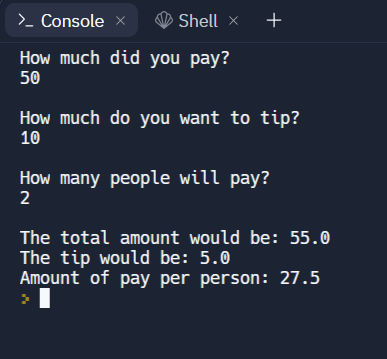 Console Shell
How much did you pay?
50
How much do you want to tip?
10
How many people will pay?
2
The total amount would be: 55.0
The tip would be: 5.0
Amount of pay per person: 27.5